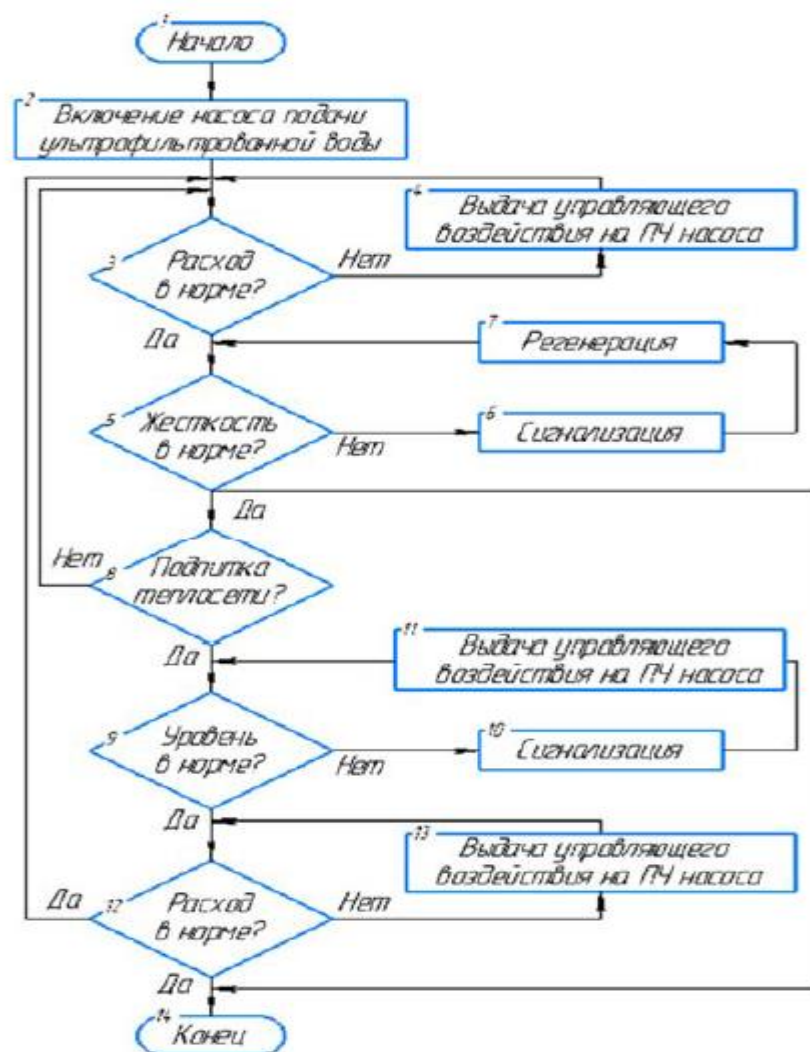 1
Начало
2
Включение насоса подачи
ультрафильтрованной воды
4
Выдача управляющего
воздействия на ПЧ насоса
3
Расход
в норме?
Нет
Да
7
Регенерация
5
Жесткость
в норме?
Нет
6
Сигнализация
Да
Нет
8
Подпитка
теплосети?
Да
11
Выдача управляющего
воздействия на ПЧ насоса
9
Уровень
в норме?
Нет
10
Сигнализация
Да
13
Выдача управляющего
воздействия на ПЧ насоса
Да
12
Расход
в норме?
Нет
Да
14
Конец